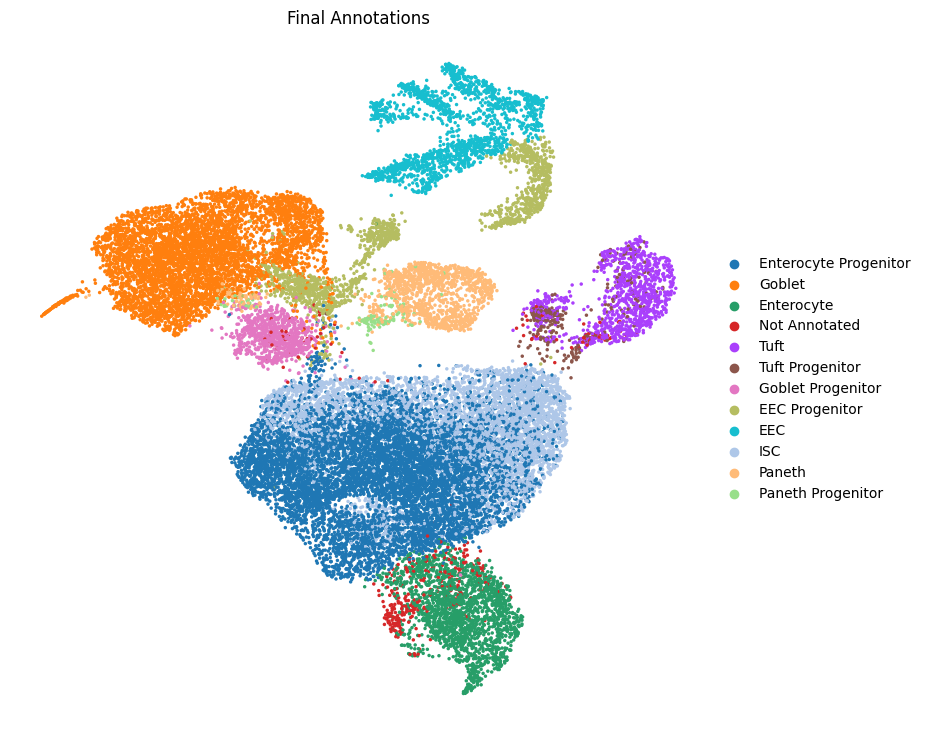 Final Annotations
Enterocyte Progenitor
Goblet
Enterocyte
Not Annotated
Tuft
Tuft Progenitor
Goblet Progenitor
EEC Progenitor
EEC
ISC
Paneth
Paneth Progenitor